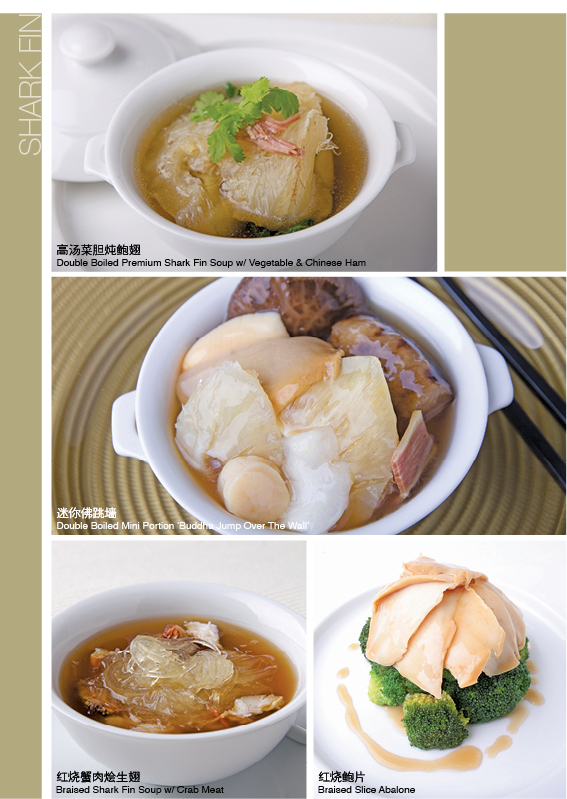 SHARK FIN
高汤菜胆炖鲍翅
Double Boiled Premium Shark Fin Soup w/ Vegetable & Chinese Ham
迷你佛跳墙
Double Boiled Mini Portion 'Buddha Jump Over The Wall'
红烧蟹肉烩生翅
Braised Shark Fin Soup w/ Crab Meat
红烧鲍片
Braised Slice Abalone